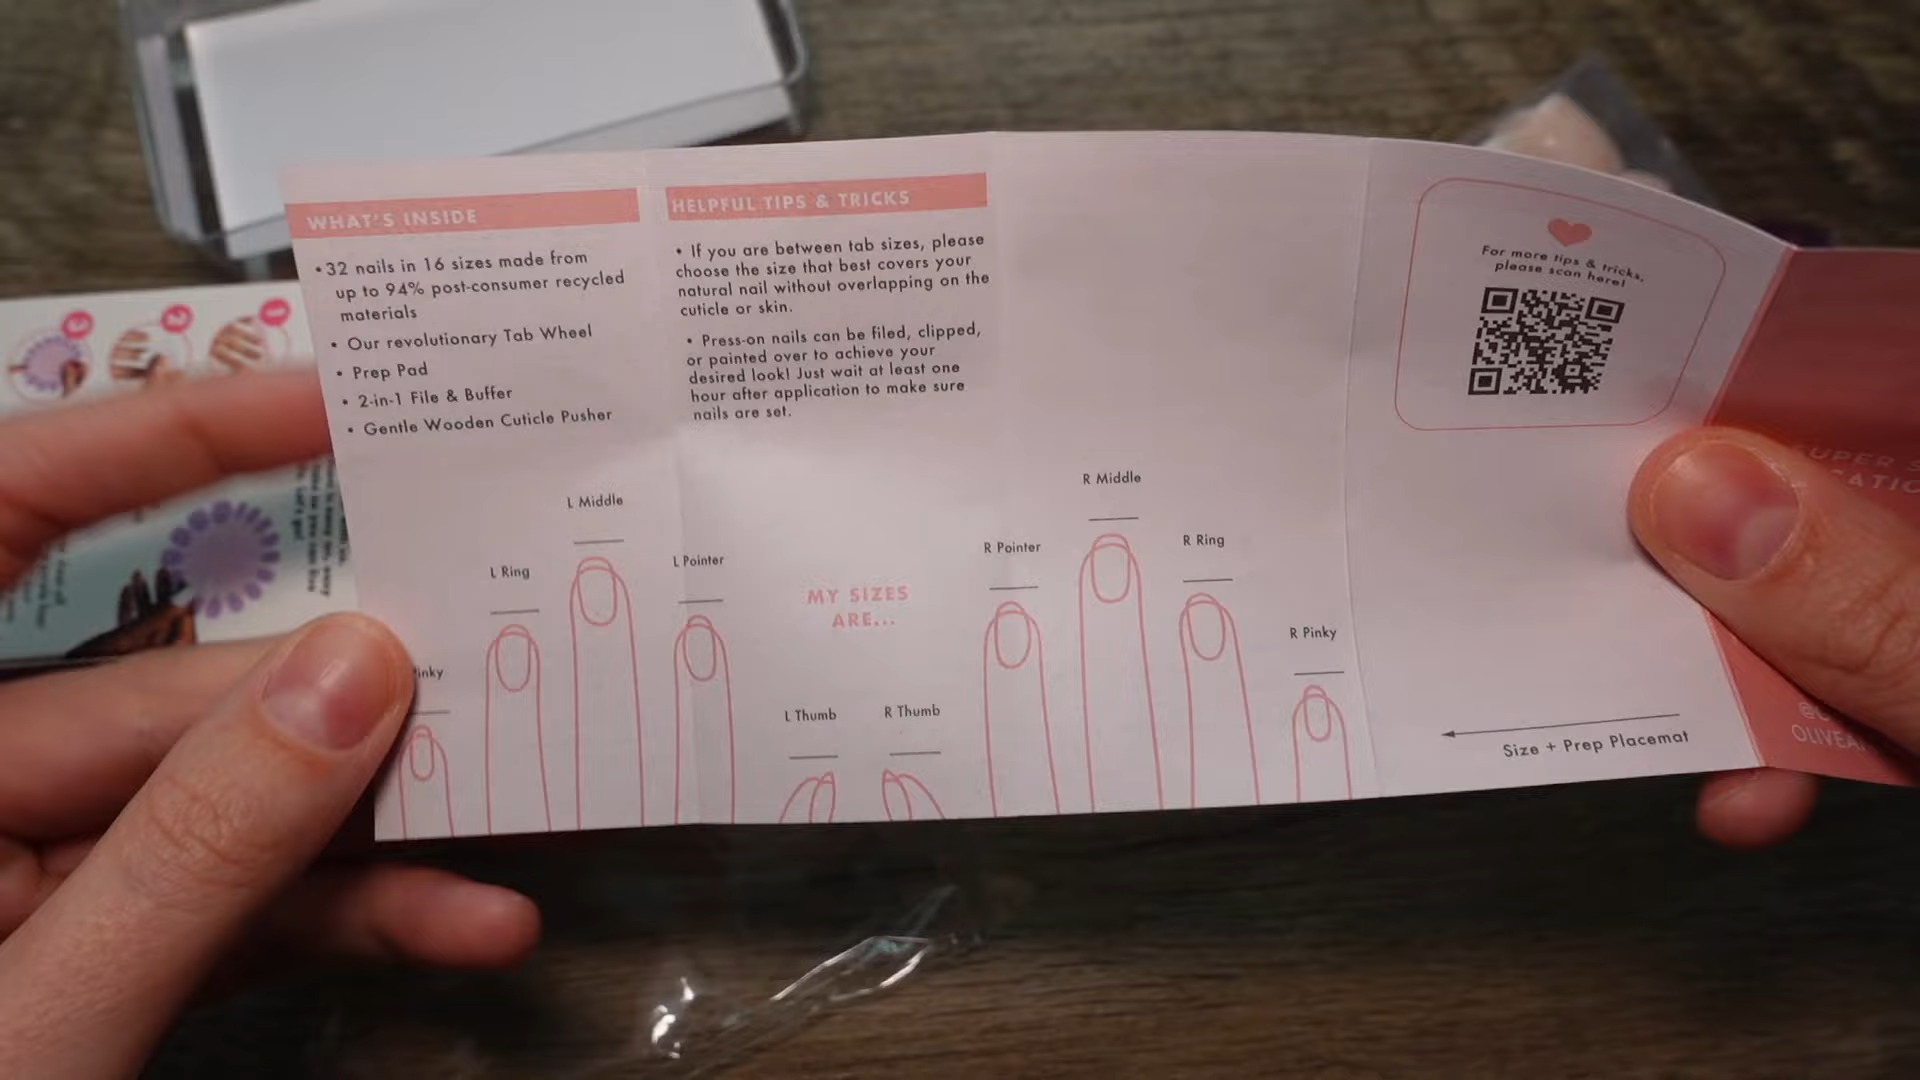 WHAT'S INSIDE
• 32 nails in 16 sizes made from
up to 94% post-consumer recycled
materials
• Our revolutionary Tab Wheel
• Prep Pad
• 2-in-1 File & Buffer
• Gentle Wooden Cuticle Pusher
HELPFUL TIPS & TRICKS
• If you are between tab sizes, please
choose the size that best covers your
natural nail without overlapping on the
cuticle or skin.
• Press-on nails can be filed, clipped,
or painted over to achieve your
desired look! Just wait at least one
hour after application to make sure
nails are set.
For more tips & tricks,
please scan here!
L Ring
L Middle
L Pointer
MY SIZES
ARE...
L Thumb
R Thumb
R Pointer
R Middle
R Ring
R Pinky
Size + Prep Placemat
SUPER
3
2
1